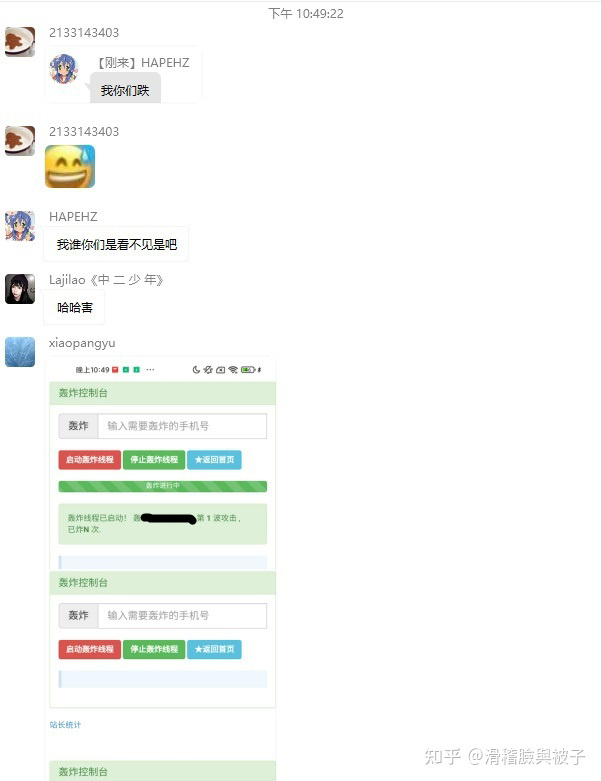 下午 10:49:22
2133143403
【刚来】HAPEHZ
我你们跌
2133143403
HAPEHZ
我谁你们是看不见是吧
Lajilao《中 二 少 年》
哈哈害
xiaopangyu
晚上10:49
轰炸控制台
轰炸 输入需要轰炸的手机号
启动轰炸线程 停止轰炸线程 ★返回首页
轰炸进行中
轰炸线程已启动! 轰 第 1 波攻击,
已炸N 次.
轰炸控制台
轰炸 输入需要轰炸的手机号
启动轰炸线程 停止轰炸线程 ★返回首页
站长统计
轰炸控制台
知乎 @滑稽臉與被子